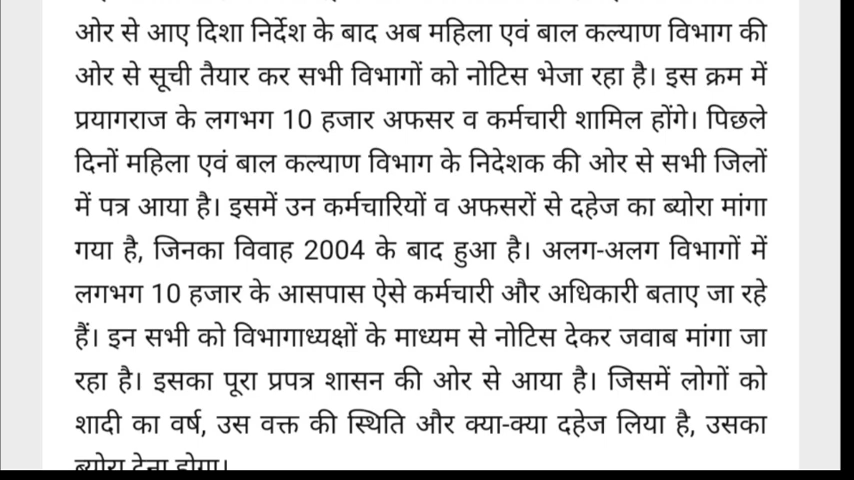 ओर से आए दिशा निर्देश के बाद अब महिला एवं बाल कल्याण विभाग की
ओर से सूची तैयार कर सभी विभागों को नोटिस भेजा रहा है। इस क्रम में
प्रयागराज के लगभग 10 हजार अफसर व कर्मचारी शामिल होंगे। पिछले
दिनों महिला एवं बाल कल्याण विभाग के निदेशक की ओर से सभी जिलों
में पत्र आया है। इसमें उन कर्मचारियों व अफसरों से दहेज का ब्योरा मांगा
गया है, जिनका विवाह 2004 के बाद हुआ है। अलग-अलग विभागों में
लगभग 10 हजार के आसपास ऐसे कर्मचारी और अधिकारी बताए जा रहे
हैं। इन सभी को विभागाध्यक्षों के माध्यम से नोटिस देकर जवाब मांगा जा
रहा है। इसका पूरा प्रपत्र शासन की ओर से आया है। जिसमें लोगों को
शादी का वर्ष, उस वक्त की स्थिति और क्या-क्या दहेज लिया है, उसका
ब्योरा देना होगा।